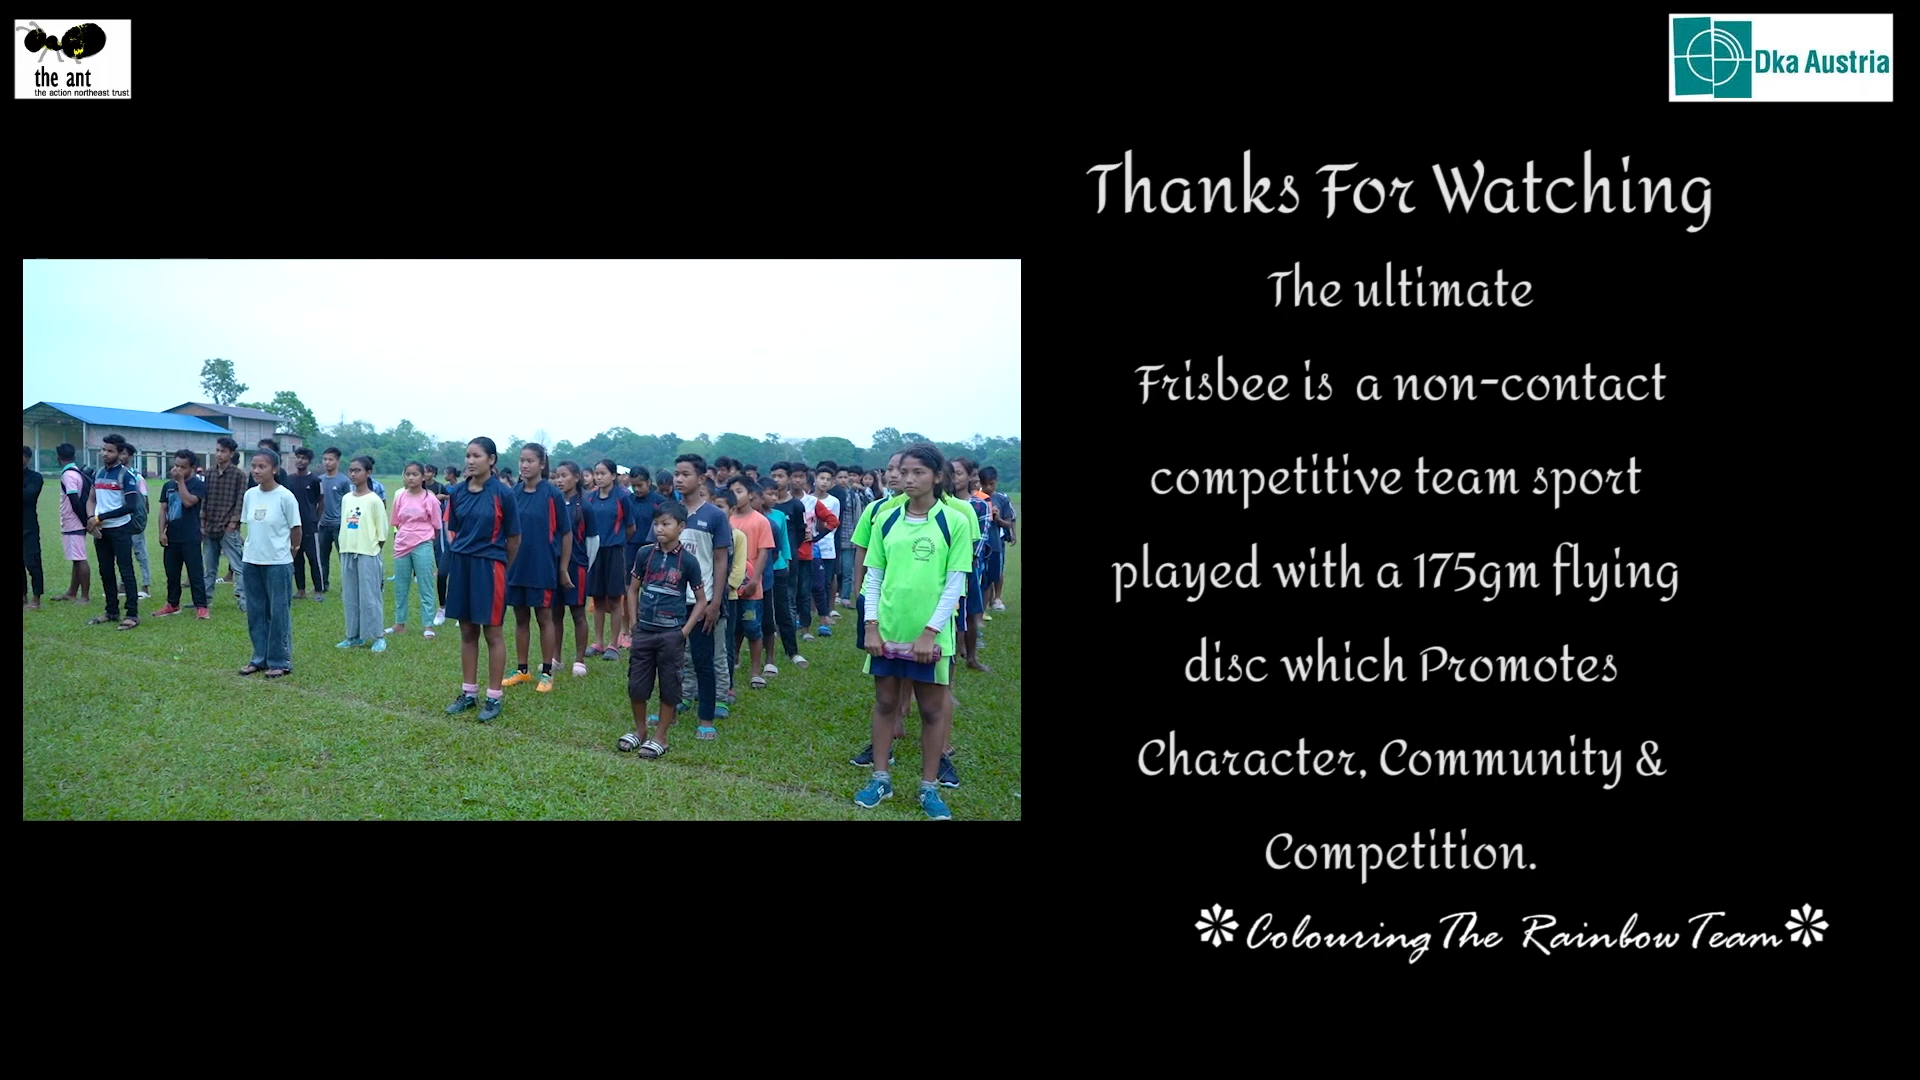 the ant
the action northeast trust
Dka Austria
Thanks For Watching
The ultimate
Frisbee is a non-contact
competitive team sport
played with a 175gm flying
disc which Promotes
Character, Community &
Competition.
*Colouring The Rainbow Team*